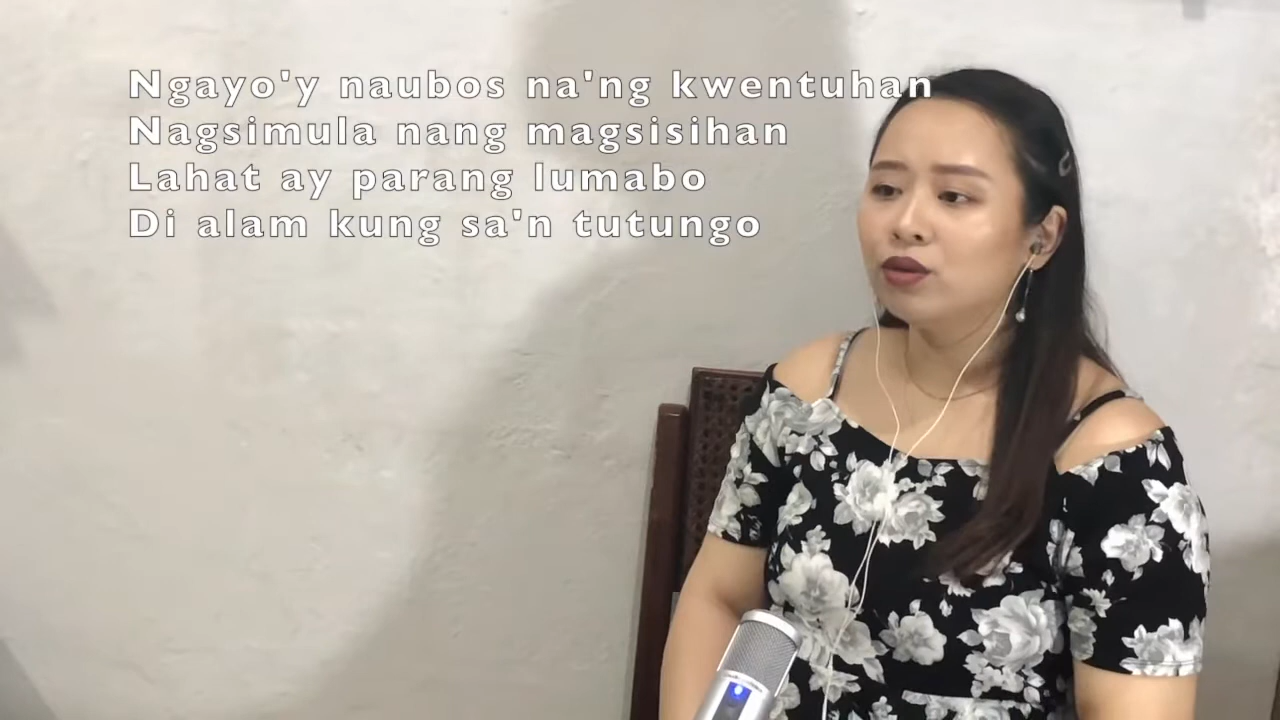 Ngayo'y naubos na'ng kwentuhan
Nagsimula nang magsisihan
Lahat ay parang lumabo
Di alam kung sa'n tutungo